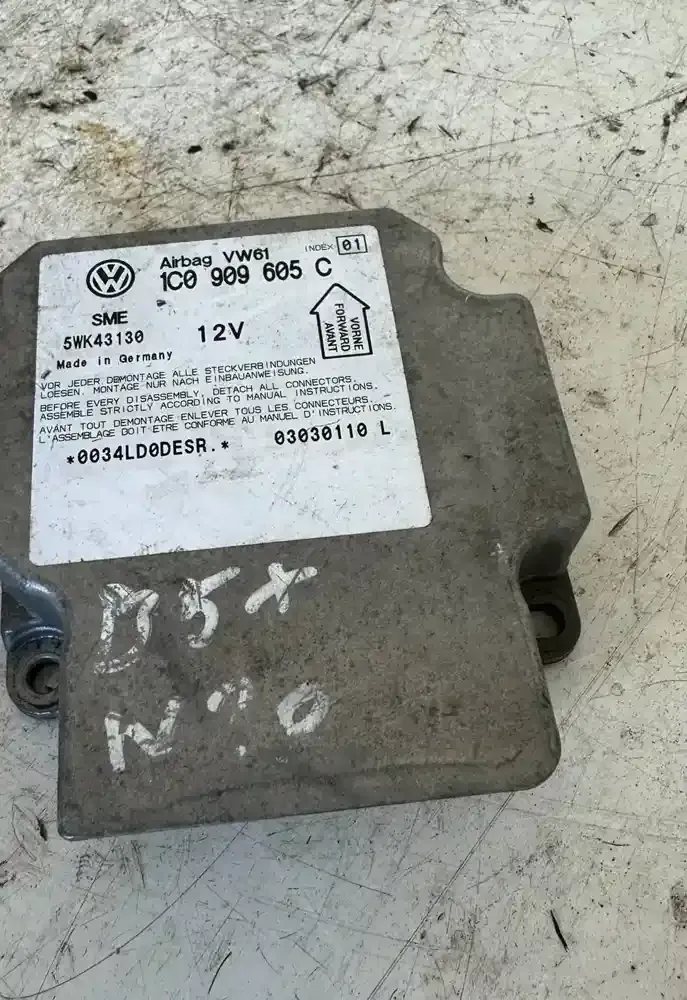 Airbag VW61
INDEX 01
1C0 909 605 C
SME
5WK43130
12V
Made in Germany
VORNE
FORWARD
AVANT
VOR JEDER DEMONTAGE ALLE STECKVERBINDUNGEN
LOESEN. MONTAGE NUR NACH EINBAUANWEISUNG.
BEFORE EVERY DISASSEMBLY, DETACH ALL CONNECTORS.
ASSEMBLE STRICTLY ACCORDING TO MANUAL INSTRUCTIONS.
AVANT TOUT DEMONTAGE ENLEVER TOUS LES CONNECTEURS.
L'ASSEMBLAGE DOIT ETRE CONFORME AU MANUEL D'INSTRUCTIONS.
*0034LD0DESR.*
03030110 L